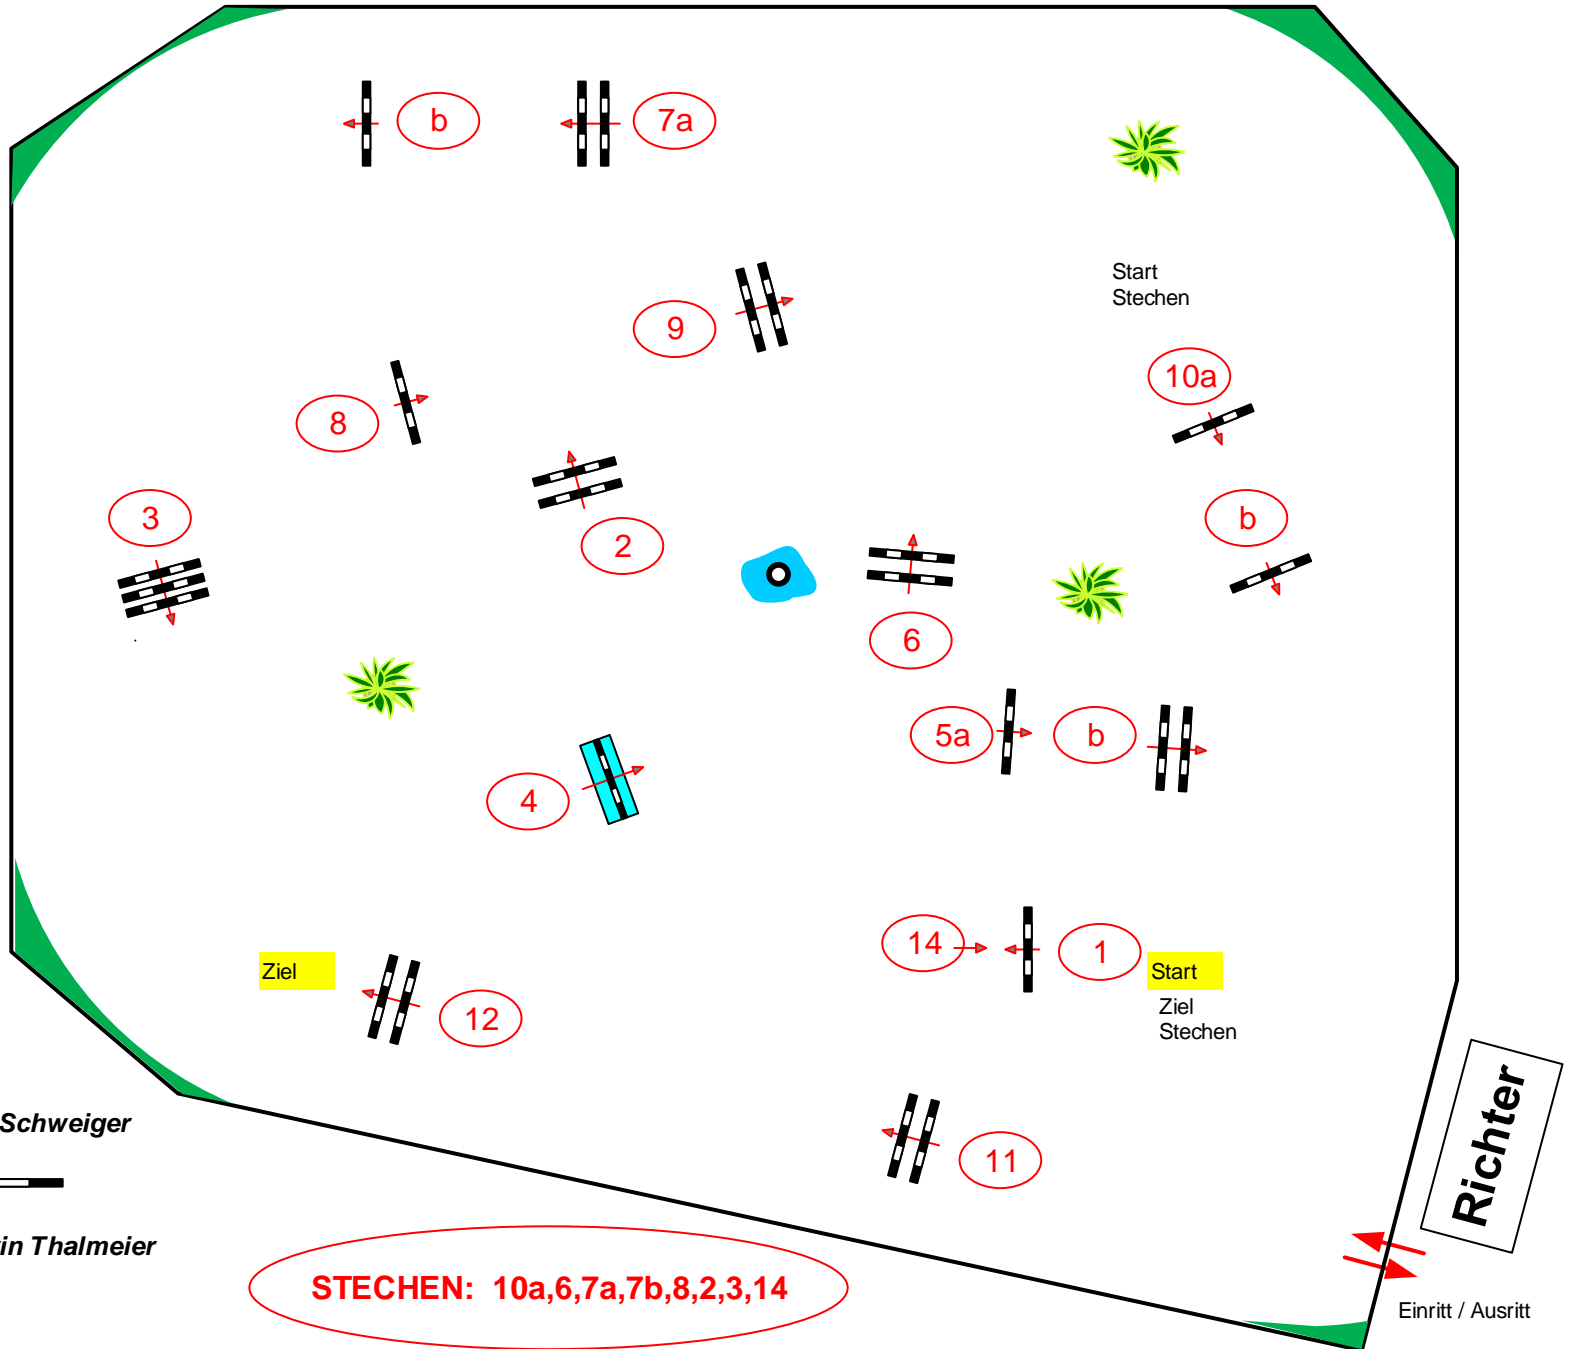 b
7a
Start
Stechen
9
10a
8
3
2
b
6
5a
b
4
14
1
Ziel
Start
Ziel
Stechen
12
Schweiger
11
Richter
Thalmeier
STECHEN: 10a,6,7a,7b,8,2,3,14
Einritt / Ausritt